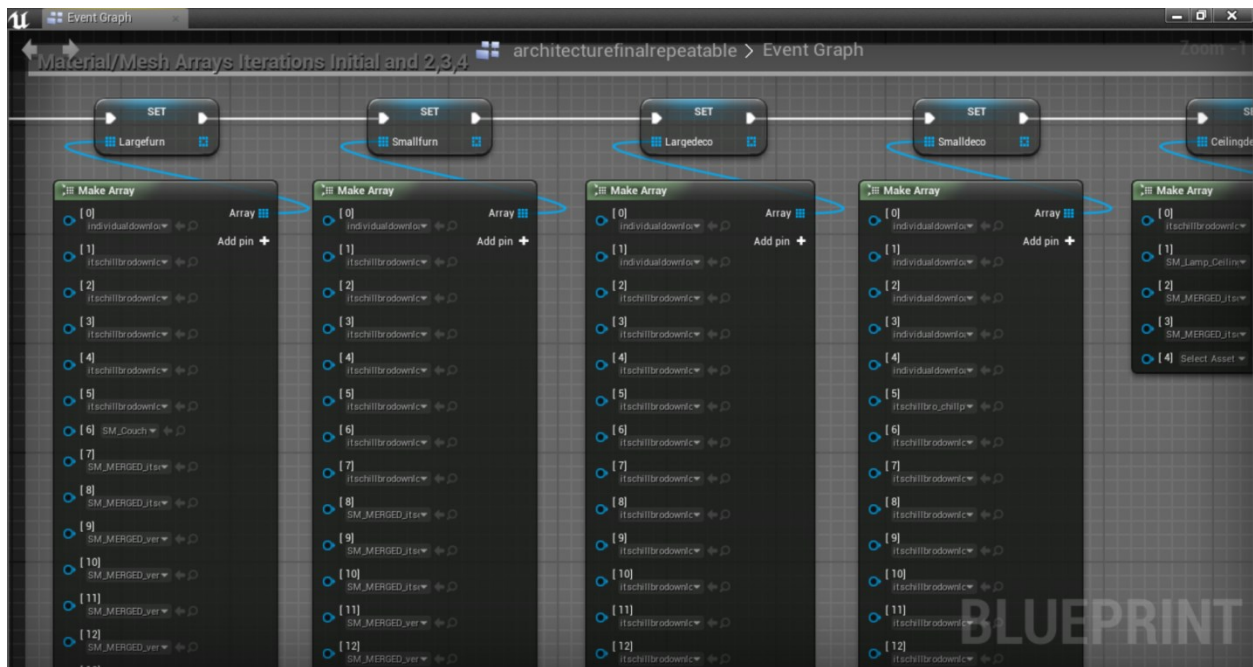 Event Graph
architecturefinalrepeatable > Event Graph
Zoom -1
Material/Mesh Arrays Iterations Initial and 2,3,4
SET
Largefurn
SET
Smallfurn
SET
Largedeco
SET
Smalldeco
Ceilingde
Make Array
[0]
Array
individualdownlo
Add pin
[1]
itschillbrodownlc
[2]
itschillbrodownlc
[3]
itschillbrodownlc
[4]
itschillbrodownlc
[5]
itschillbrodownlc
[6] SM_Couch
[7]
SM_MERGED_its
[8]
SM_MERGED_its
[9]
SM_MERGED_ver
[10]
SM_MERGED_ver
[11]
SM_MERGED_ver
[12]
SM_MERGED_ver
Make Array
[0]
Array
individualdownlo
Add pin
[1]
itschillbrodownlc
[2]
itschillbrodownlc
[3]
itschillbrodownlc
[4]
itschillbrodownlc
[5]
itschillbrodownlc
[6]
itschillbrodownlc
[7]
itschillbrodownlc
[8]
SM_MERGED_its
[9]
SM_MERGED_its
[10]
SM_MERGED_its
[11]
SM_MERGED_ver
[12]
SM_MERGED_ver
Make Array
[0]
Array
individualdownlo
Add pin
[1]
individualdownlo
[2]
itschillbrodownlc
[3]
itschillbrodownlc
[4]
itschillbrodownlc
[5]
itschillbrodownlc
[6]
itschillbrodownlc
[7]
itschillbrodownlc
[8]
itschillbrodownlc
[9]
itschillbrodownlc
[10]
itschillbrodownlc
[11]
itschillbrodownlc
[12]
itschillbrodownlc
Make Array
[0]
Array
individualdownlo
Add pin
[1]
individualdownlo
[2]
individualdownlo
[3]
individualdownlo
[4]
individualdownlo
[5]
itschillbro_chillp
[6]
itschillbrodownlc
[7]
itschillbrodownlc
[8]
itschillbrodownlc
[9]
itschillbrodownlc
[10]
itschillbrodownlc
[11]
itschillbrodownlc
[12]
itschillbrodownlc
Make Array
[0]
itschillbrodownlc
[1]
SM_Lamp_Ceiling
[2]
SM_MERGED_its
[3]
SM_MERGED_its
[4] Select Asset
BLUEPRINT